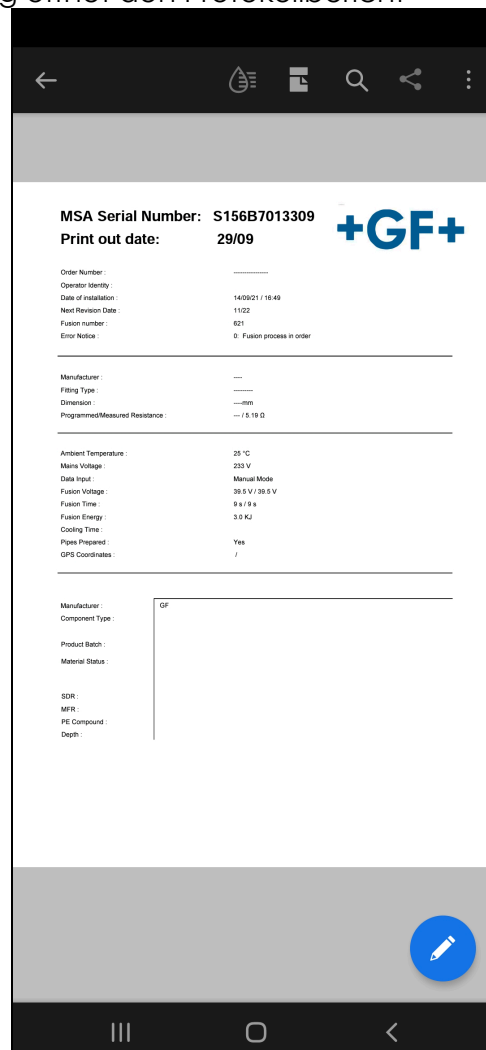 öffnet den Protokollbericht.
MSA Serial Number: S156B7013309
+GF+
Print out date: 29/09
Order Number : ----------------
Operator Identity :
Date of installation : 14/09/21 / 16:49
Next Revision Date : 11/22
Fusion number : 621
Error Notice : 0: Fusion process in order
Manufacturer : ----
Fitting Type : ---------
Dimension : ----mm
Programmed/Measured Resistance : --- / 5.19 Ω
Ambient Temperature : 25 °C
Mains Voltage : 233 V
Data Input : Manual Mode
Fusion Voltage : 39.5 V / 39.5 V
Fusion Time : 9 s / 9 s
Fusion Energy : 3.0 KJ
Cooling Time :
Pipes Prepared : Yes
GPS Coordinates : /
Manufacturer : GF
Component Type :
Product Batch :
Material Status :
SDR :
MFR :
PE Compound :
Depth :